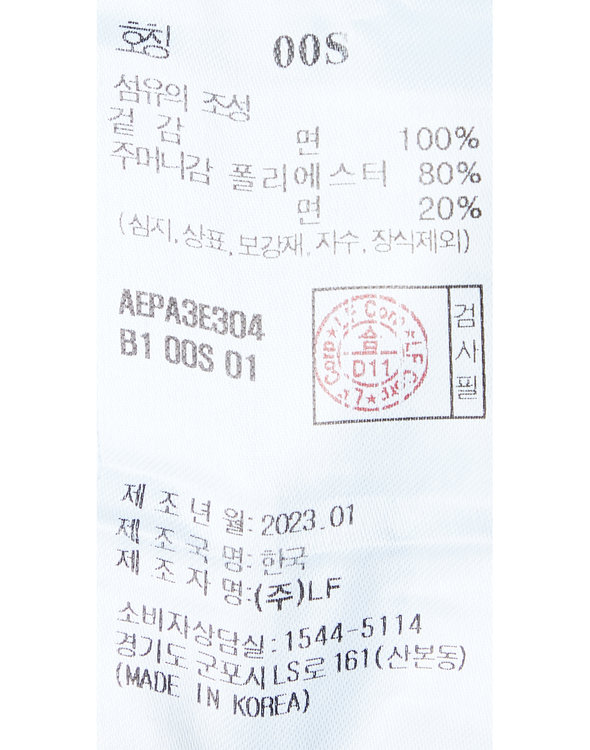 호칭 00S
섬유의 조성
겉 감 면 100%
주머니감 폴리에스터 80%
면 20%
(심지,상표,보강재,자수,장식제외)
AEPA3E304
B1 00S 01
LF Corp★LF
합
D11
검사필
제 조 년 월: 2023.01
제 조 국 명: 한국
제 조 자 명:(주)LF
소비자상담실:1544-5114
경기도 군포시 LS로 161(산본동)
(MADE IN KOREA)